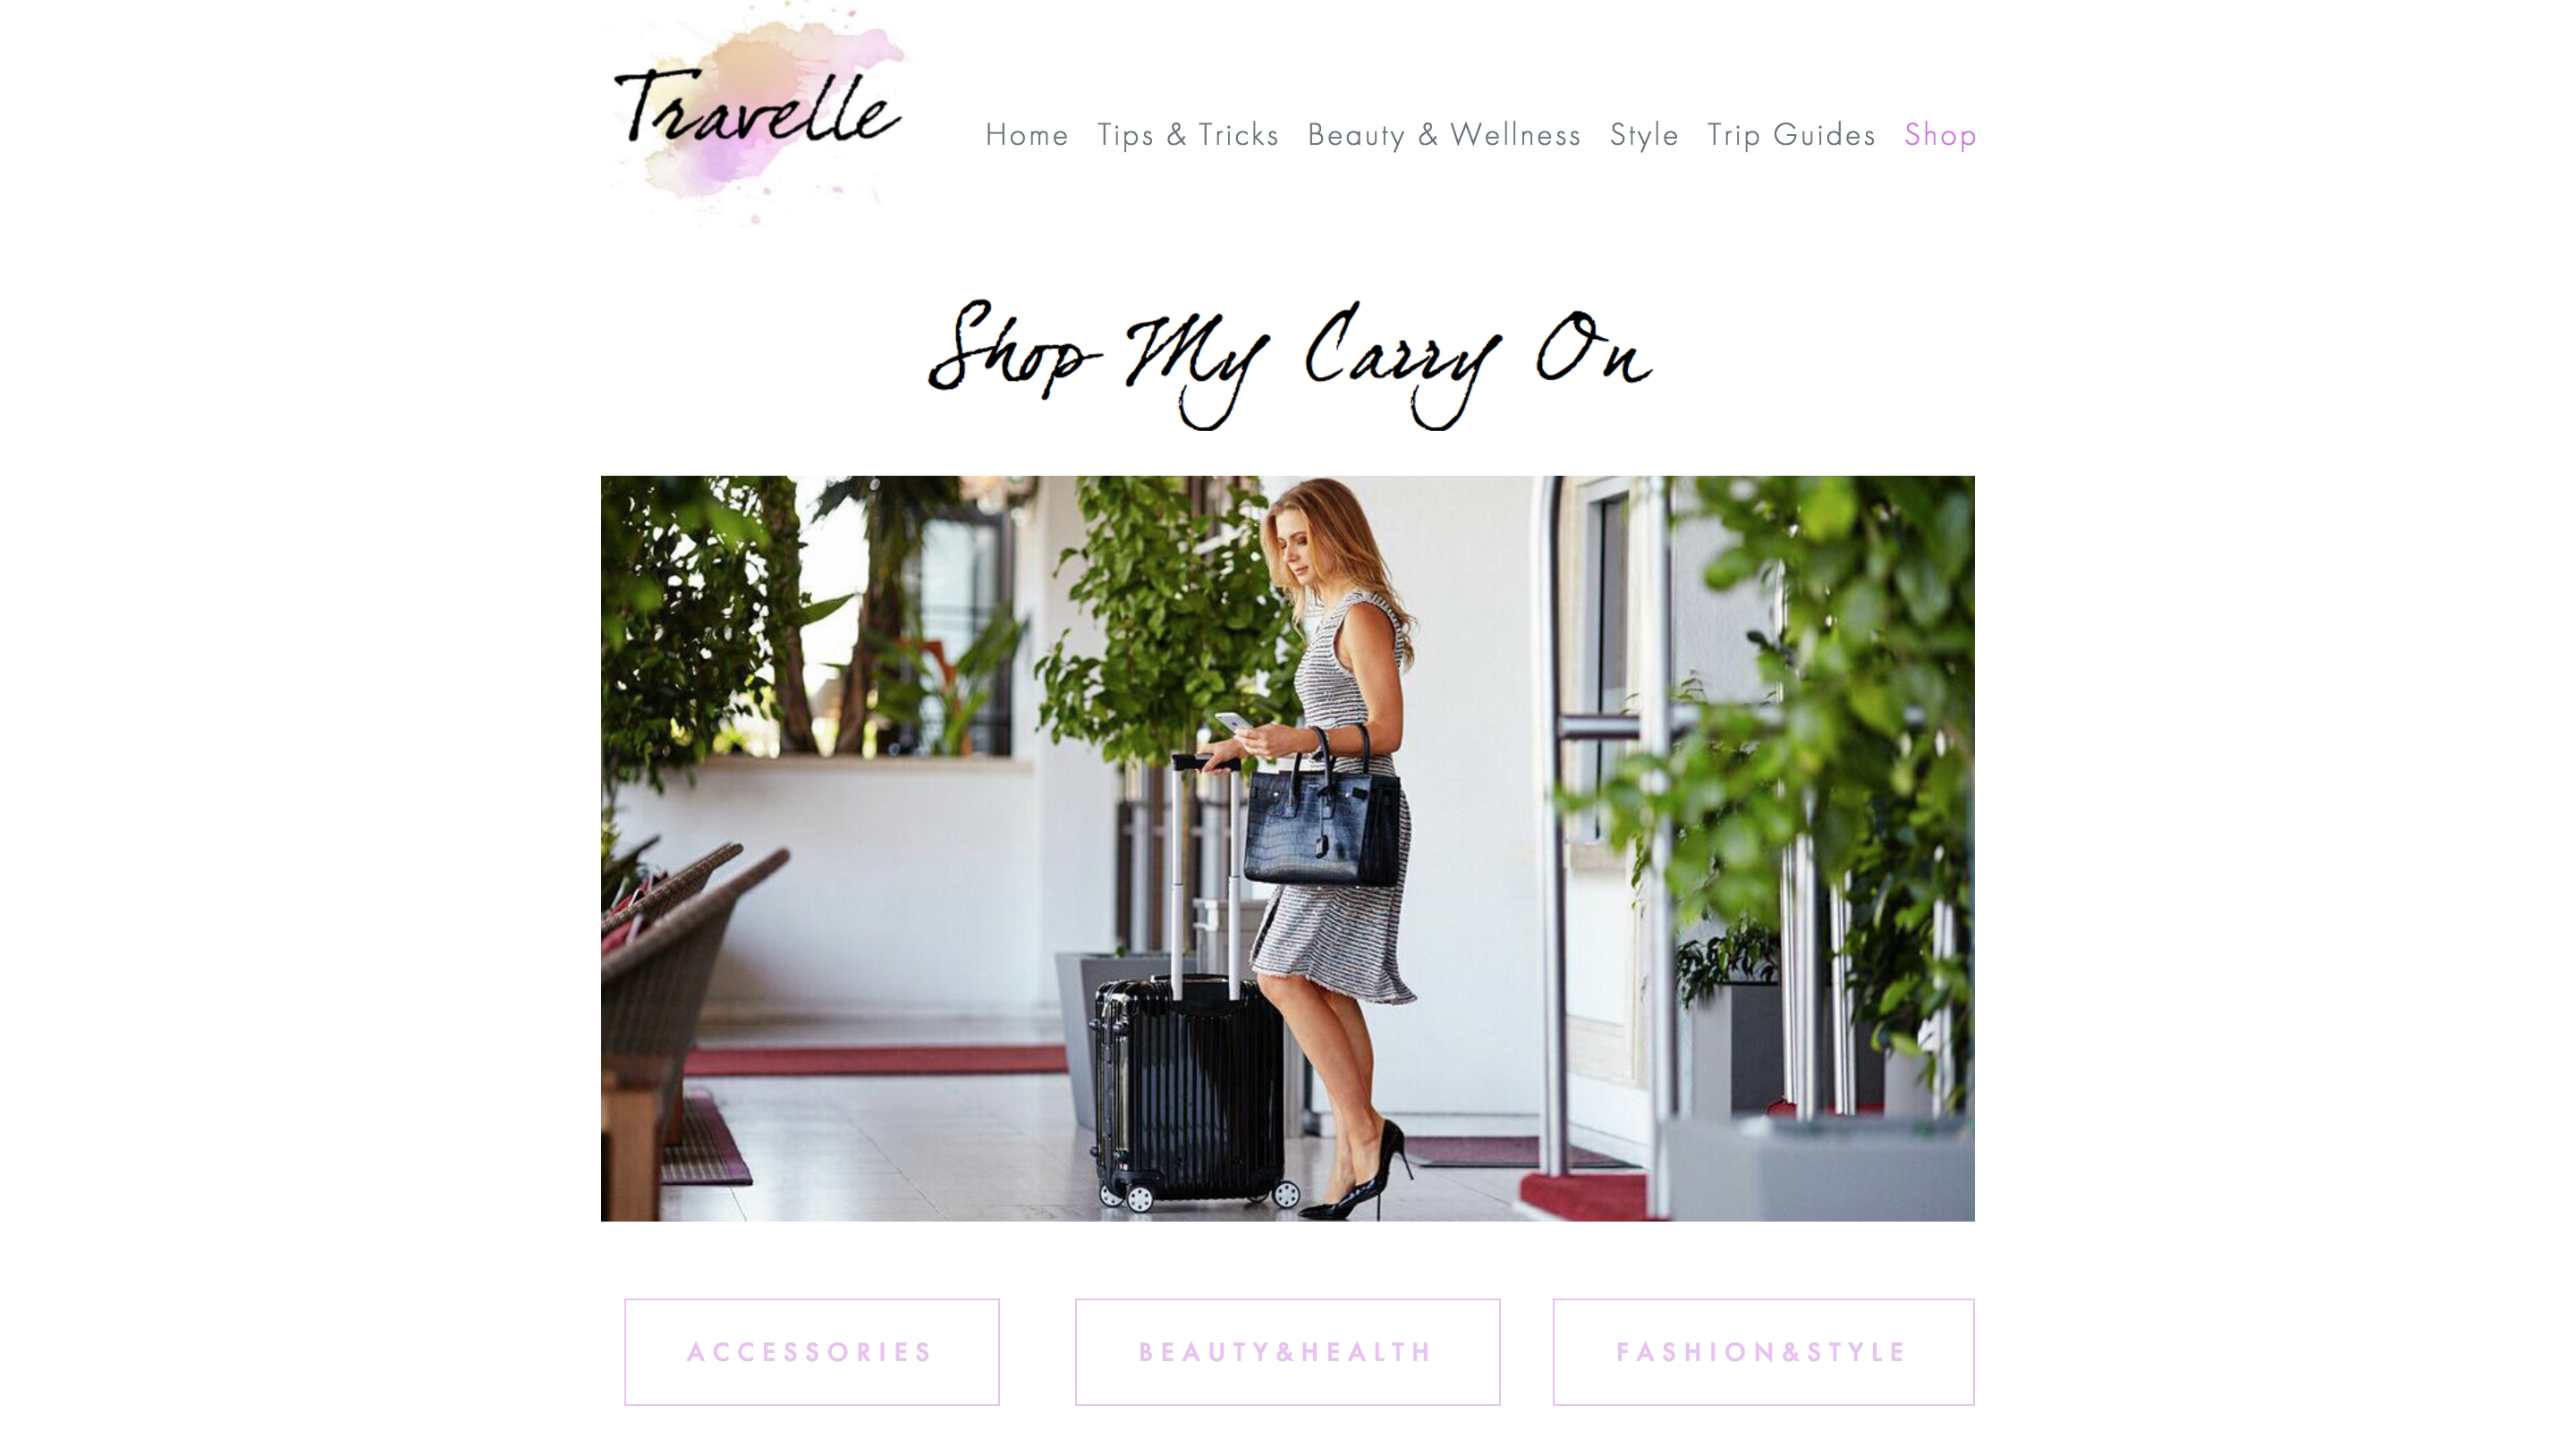 Travelle
Home Tips & Tricks Beauty & Wellness Style Trip Guides Shop
Shop My Carry On
ACCESSORIES
BEAUTY&HEALTH
FASHION&STYLE